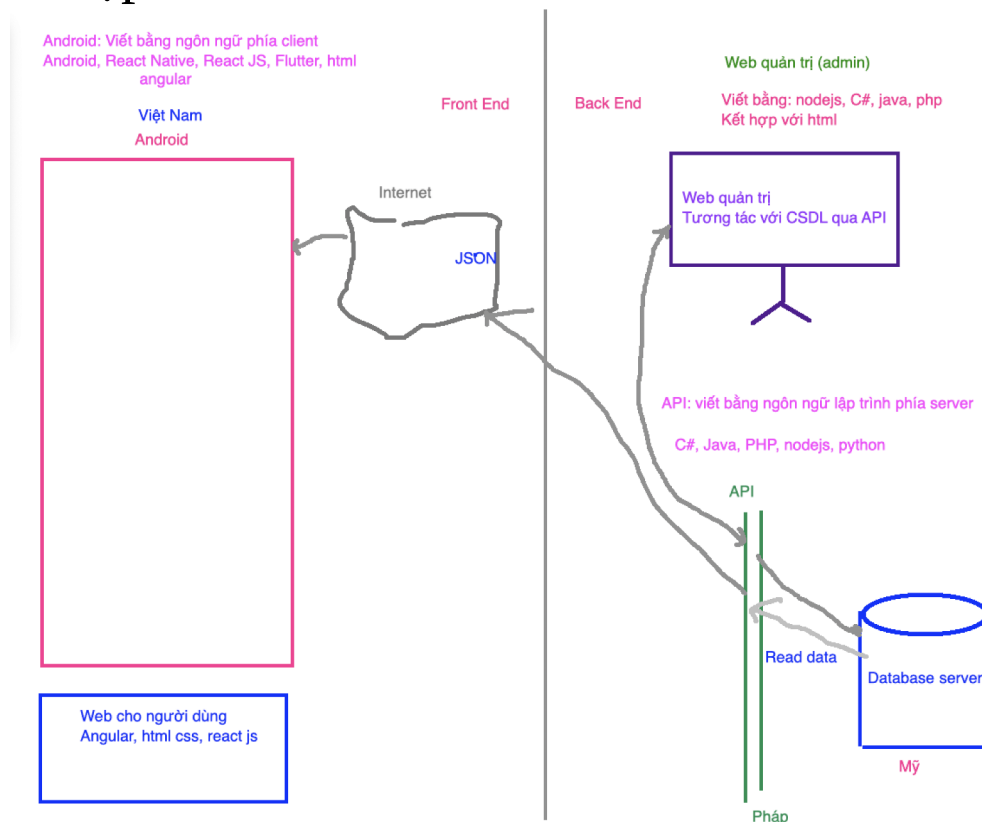 Android: Viết bằng ngôn ngữ phía client
Android, React Native, React JS, Flutter, html
angular
Việt Nam
Android
Front End
Back End
Web quản trị (admin)
Viết bằng: nodejs, C#, java, php
Kết hợp với html
Internet
JSON
Web quản trị
Tương tác với CSDL qua API
API: viết bằng ngôn ngữ lập trình phía server
C#, Java, PHP, nodejs, python
API
Read data
Database server
Web cho người dùng
Angular, html css, react js
Mỹ
Pháp